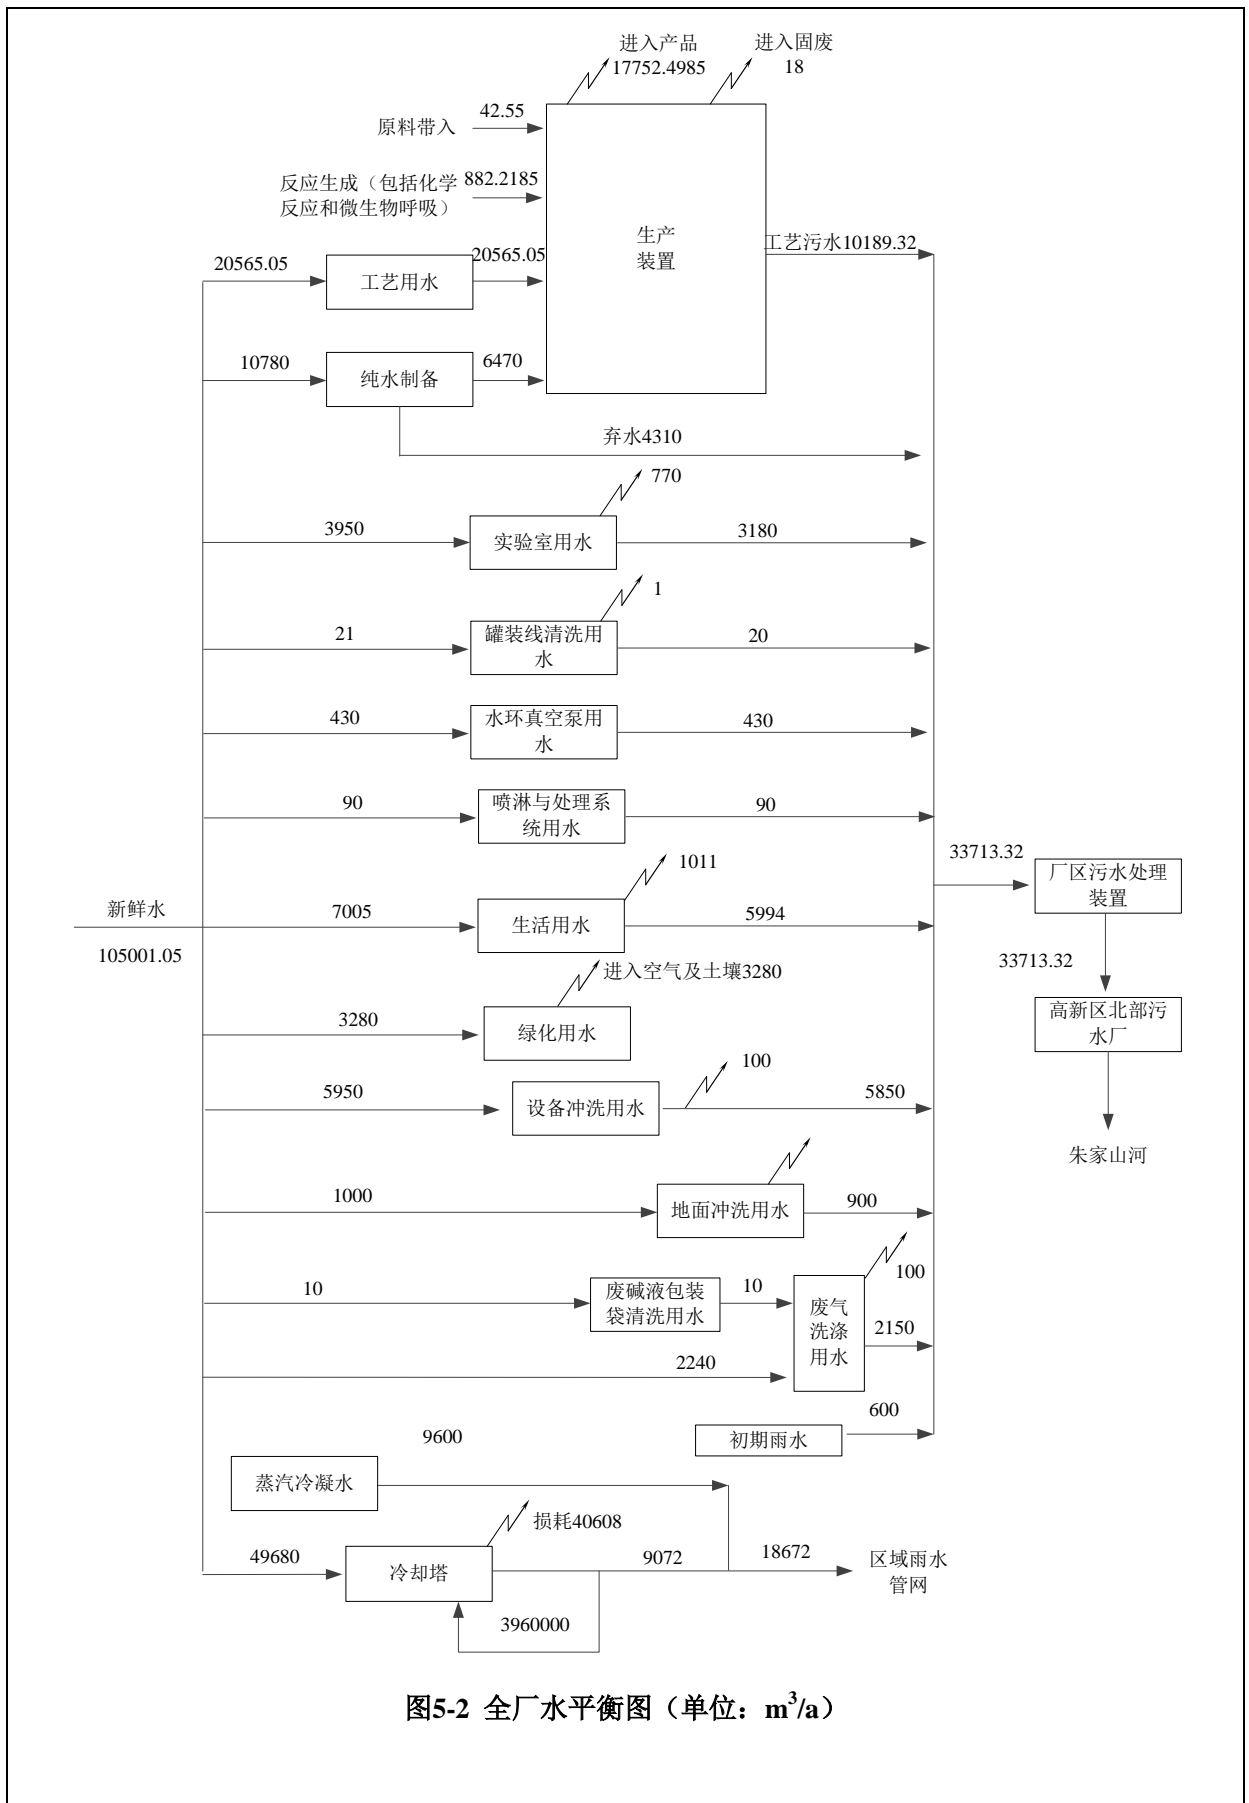 进入产品
17752.4985
进入固废
18
原料带入
42.55
反应生成（包括化学
反应和微生物呼吸）
882.2185
生产
装置
工艺污水10189.32
20565.05
工艺用水
20565.05
10780
纯水制备
6470
弃水4310
770
3950
实验室用水
3180
1
21
罐装线清洗用
水
20
430
水环真空泵用
水
430
90
喷淋与处理系
统用水
90
33713.32
厂区污水处理
装置
1011
新鲜水
105001.05
7005
生活用水
5994
进入空气及土壤3280
33713.32
3280
绿化用水
高新区北部污
水厂
100
5950
设备冲洗用水
5850
朱家山河
1000
地面冲洗用水
900
100
10
废碱液包装
袋清洗用水
10
废气
洗涤
用水
2150
2240
600
初期雨水
9600
蒸汽冷凝水
损耗40608
49680
冷却塔
9072
18672
区域雨水
管网
3960000
图5-2 全厂水平衡图（单位：m³/a）